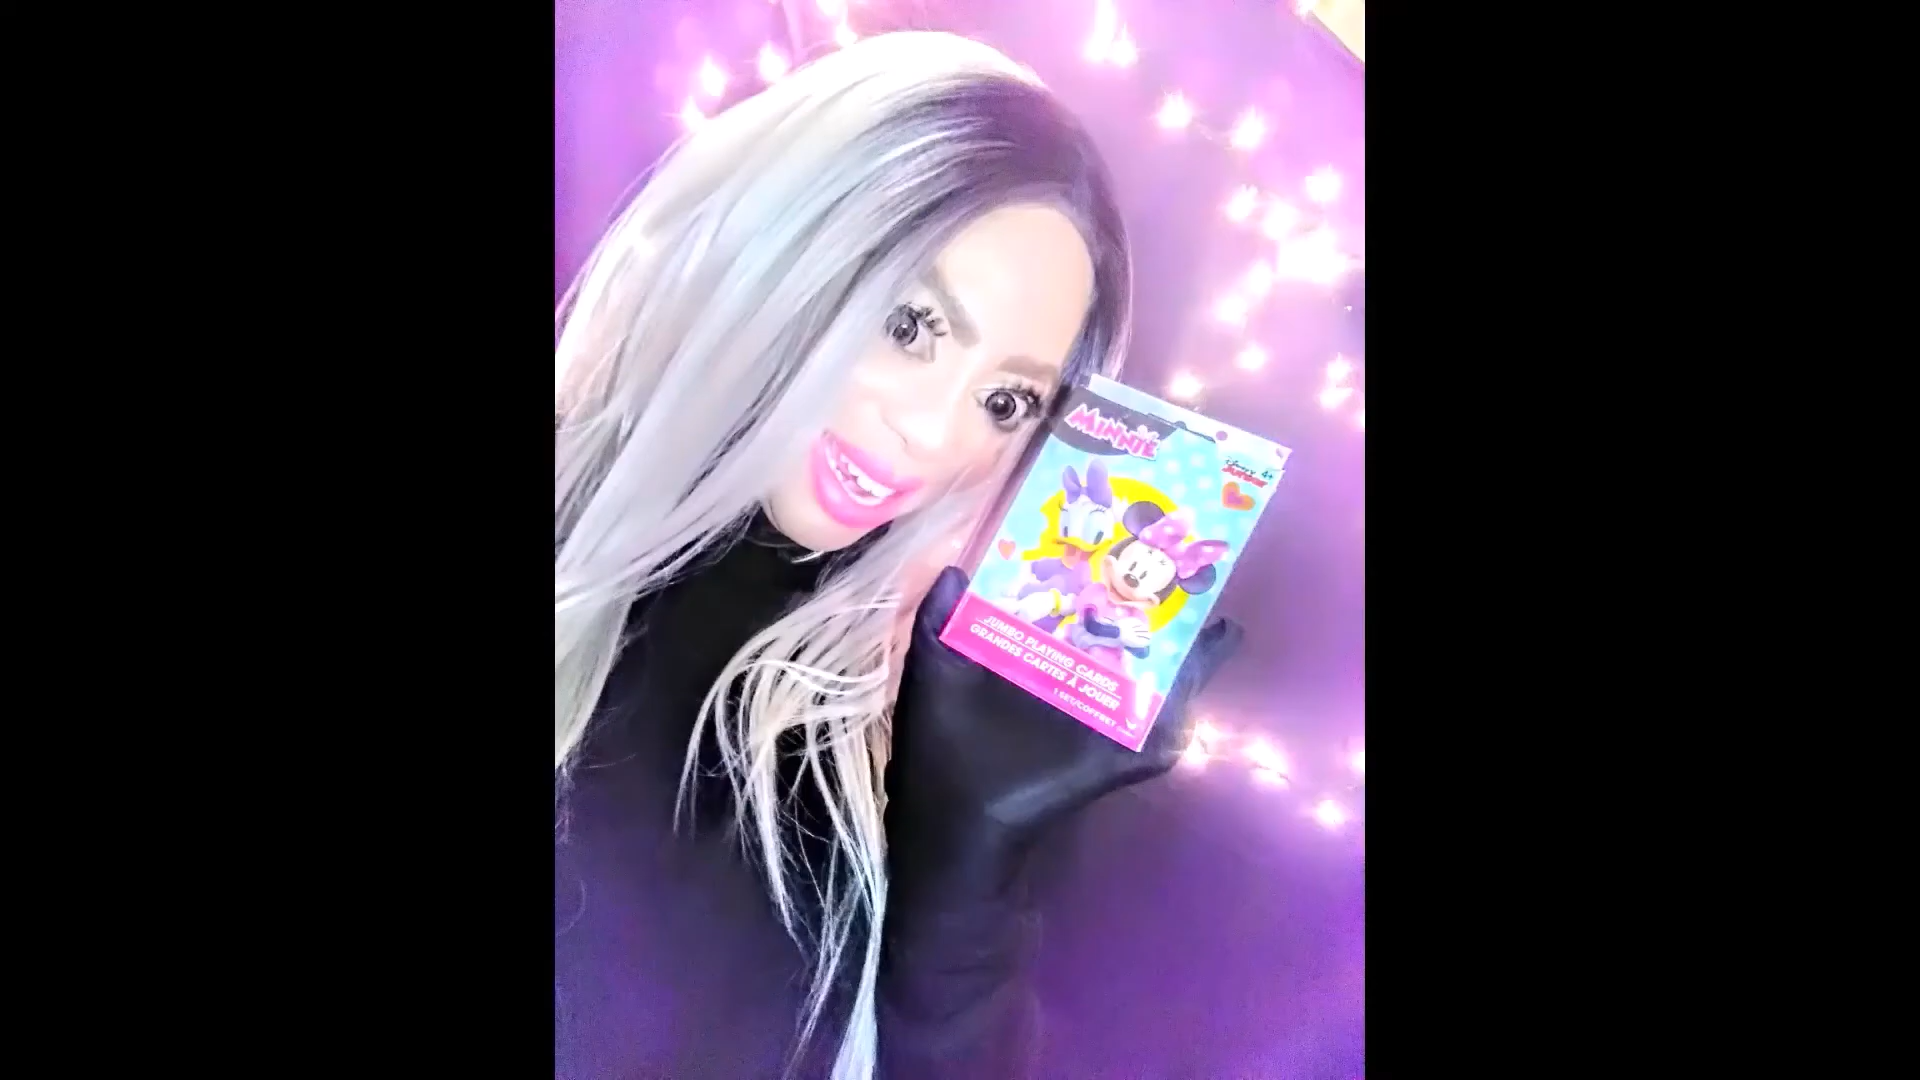 MINNIE
Disney
Junior
4+
JUMBO PLAYING CARDS
GRANDES CARTES À JOUER
1 SET/COFFRET